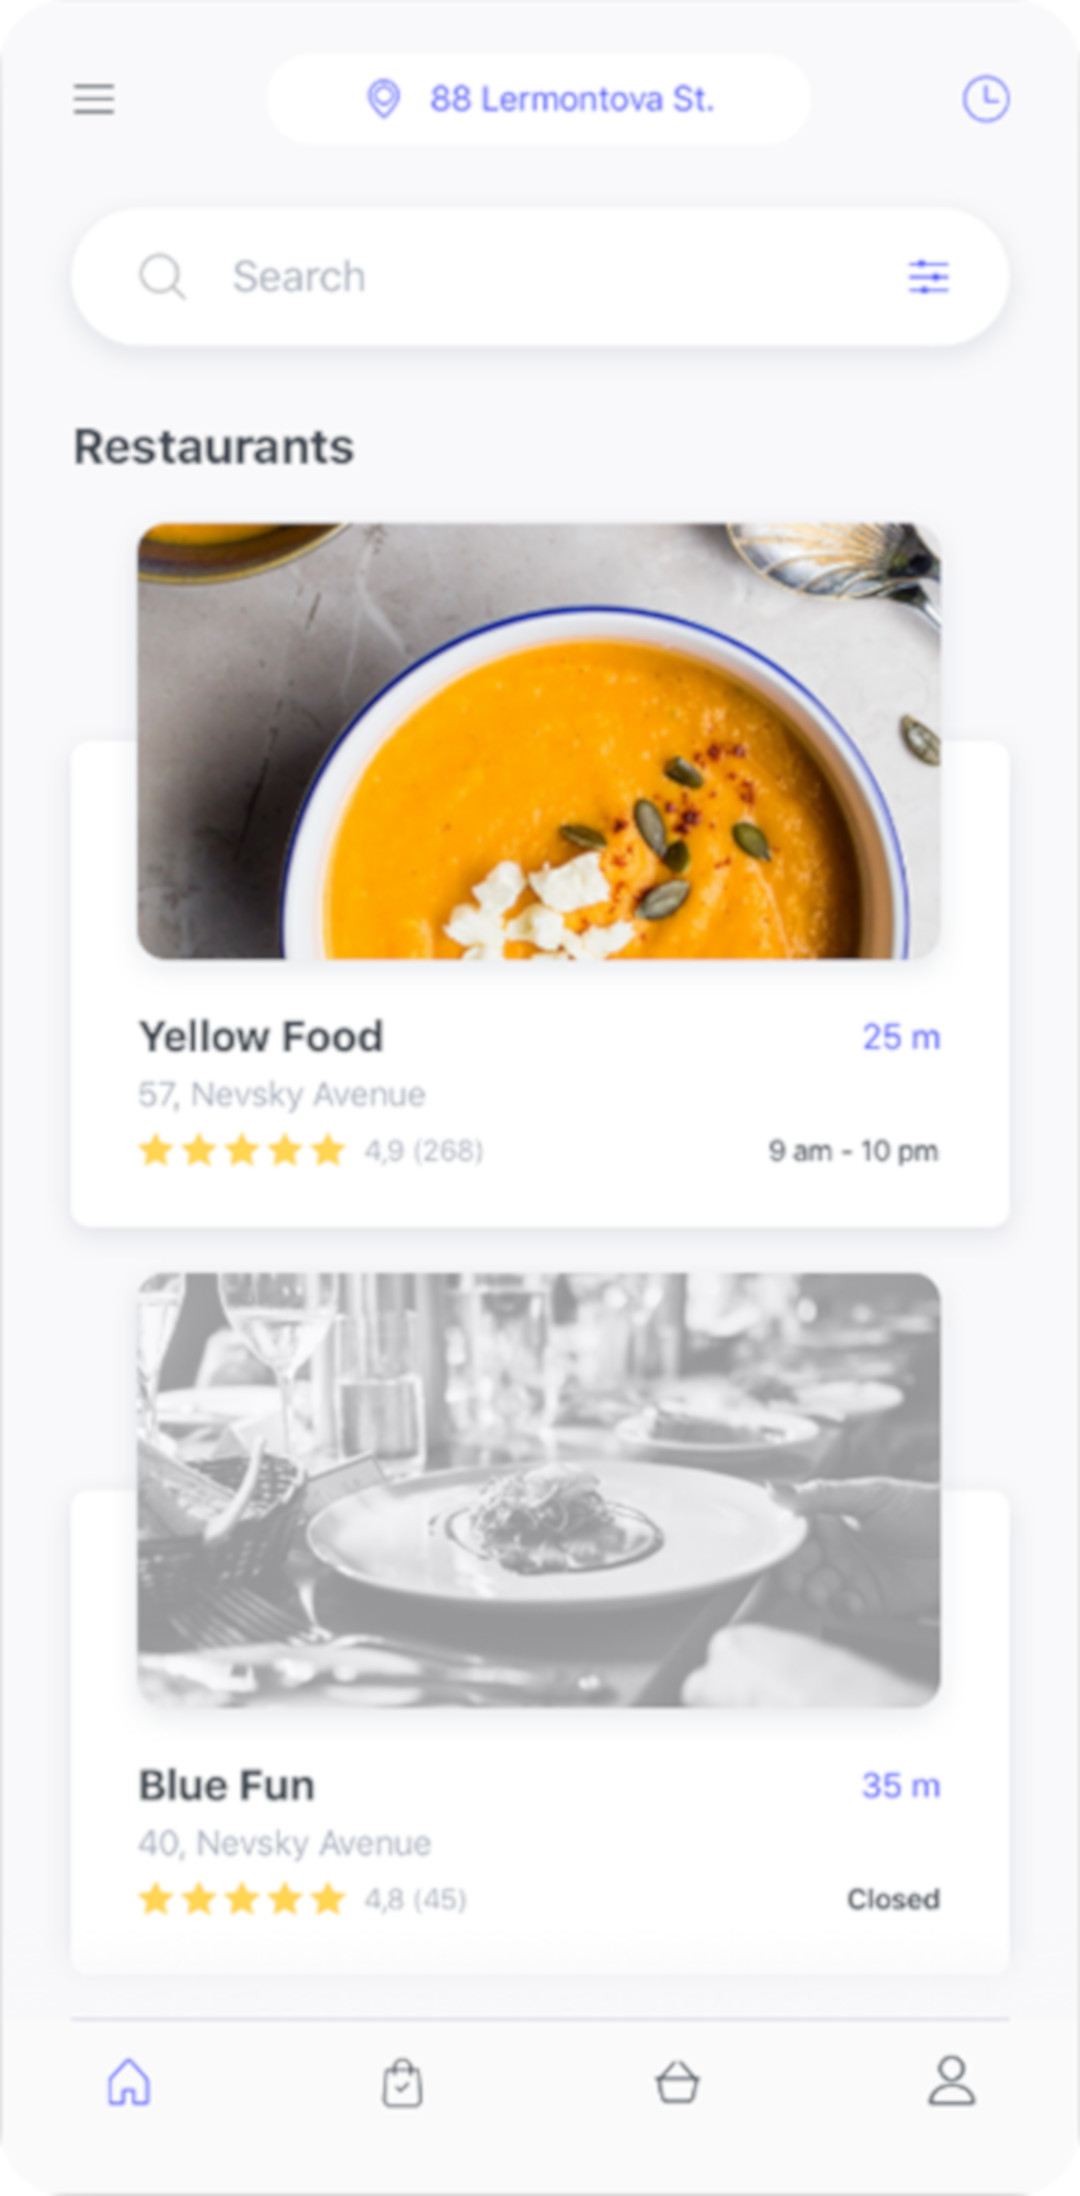 88 Lermontova St.
Search
Restaurants
Yellow Food
25 m
57, Nevsky Avenue
4,9 (268)
9 am - 10 pm
Blue Fun
35 m
40, Nevsky Avenue
4,8 (45)
Closed